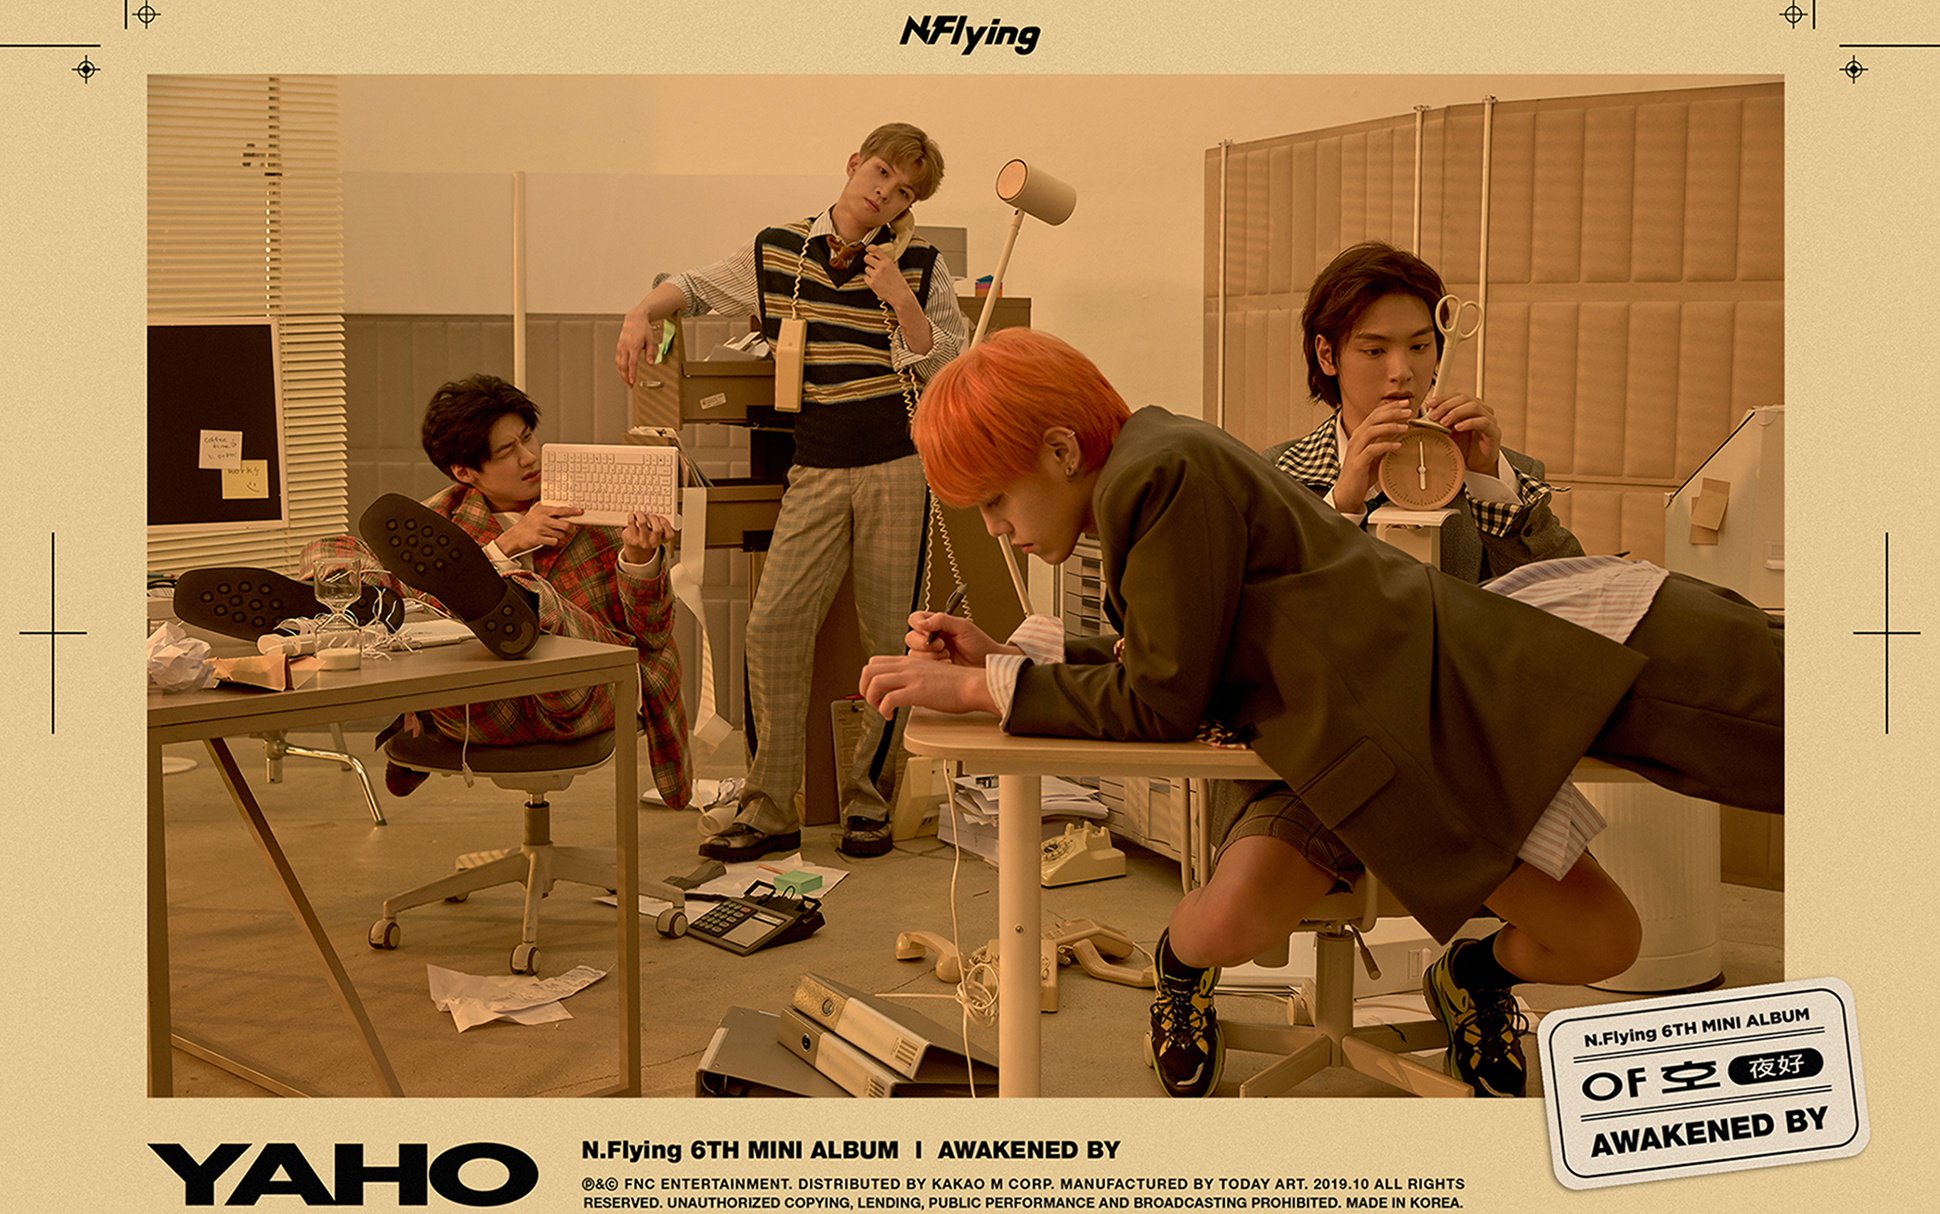 N.Flying
Work :)
N.Flying 6TH MINI ALBUM
야호 夜好
AWAKENED BY
YAHO
N.Flying 6TH MINI ALBUM I AWAKENED BY
℗&© FNC ENTERTAINMENT. DISTRIBUTED BY KAKAO M CORP. MANUFACTURED BY TODAY ART. 2019.10 ALL RIGHTS
RESERVED. UNAUTHORIZED COPYING, LENDING, PUBLIC PERFORMANCE AND BROADCASTING PROHIBITED. MADE IN KOREA.